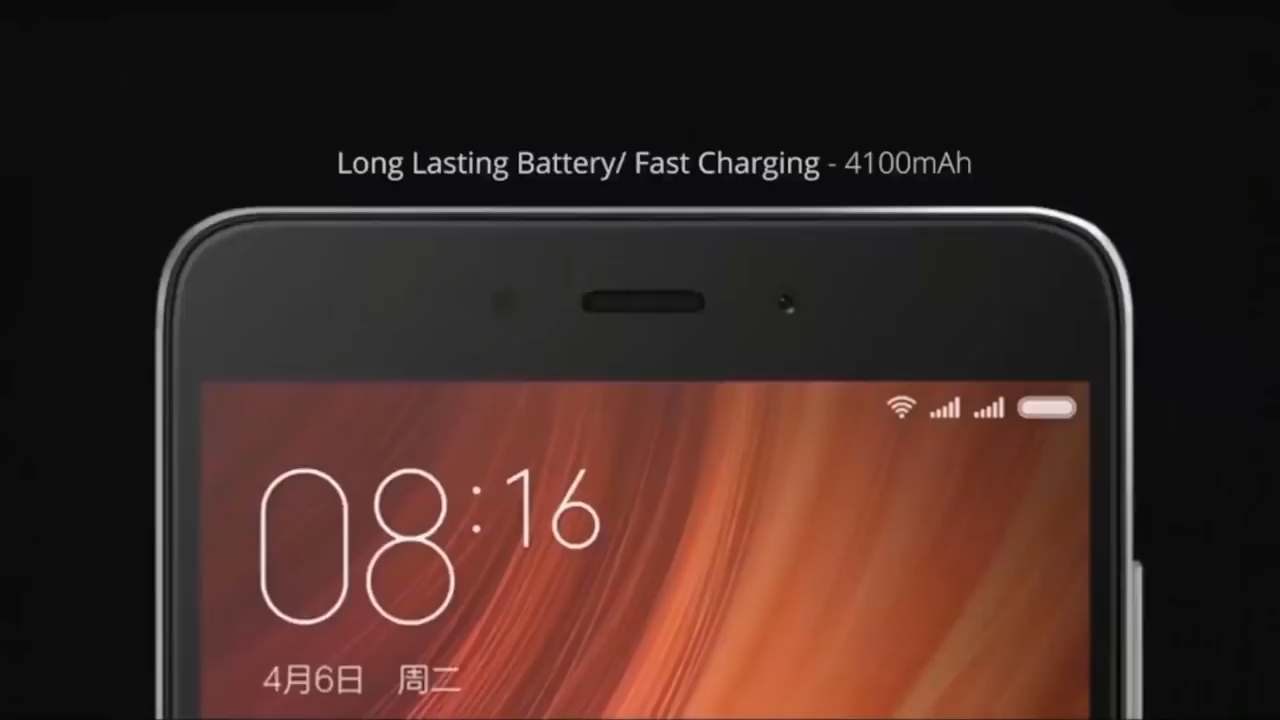 Long Lasting Battery/ Fast Charging - 4100mAh
08:16
4月6日 周二